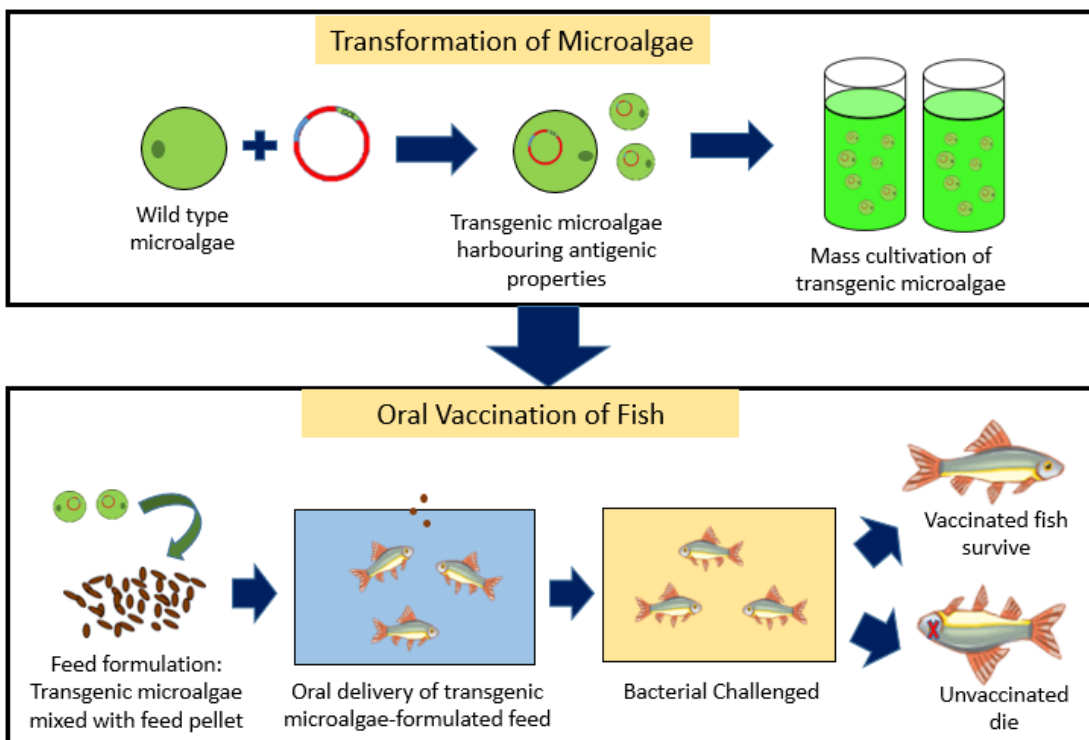 Transformation of Microalgae
Wild type
microalgae
Transgenic microalgae
harbouring antigenic
properties
Mass cultivation of
transgenic microalgae
Oral Vaccination of Fish
Feed formulation:
Transgenic microalgae
mixed with feed pellet
Oral delivery of transgenic
microalgae-formulated feed
Bacterial Challenged
Vaccinated fish
survive
Unvaccinated
die